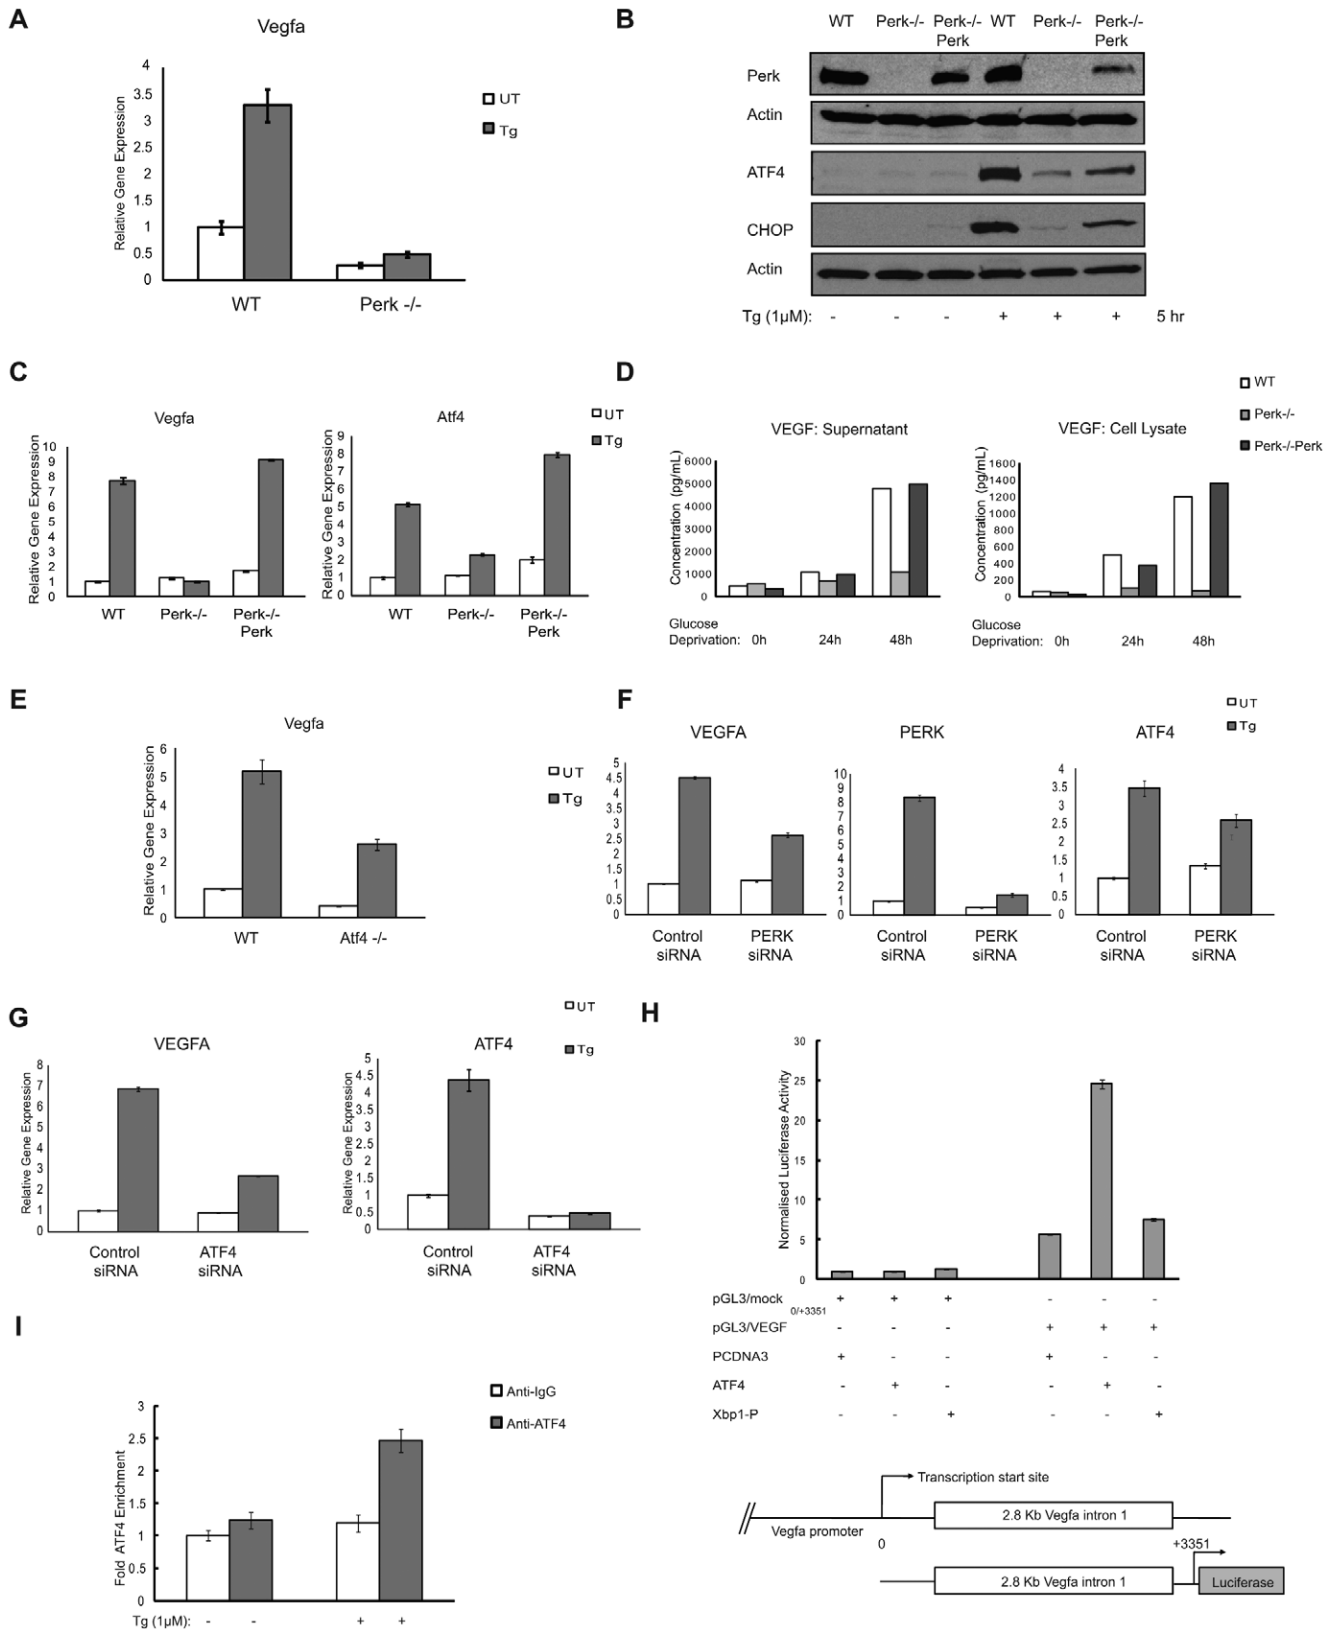 A
Vegfa
Relative Gene Expression
4
3.5
3
2.5
2
1.5
1
0.5
0
WT
Perk -/-
UT
Tg
B
WT Perk-/- Perk-/- WT Perk-/- Perk-/-
Perk Perk
Perk
Actin
ATF4
CHOP
Actin
Tg (1µM): - - - + + + 5 hr
C
Vegfa
Relative Gene Expression
10
9
8
7
6
5
4
3
2
1
0
WT Perk-/- Perk-/-
Perk
Atf4
Relative Gene Expression
9
8
7
6
5
4
3
2
1
0
WT Perk-/- Perk-/-
Perk
UT
Tg
D
WT
Perk-/-
Perk-/-Perk
VEGF: Supernatant
Concentration (pg/mL)
6000
5000
4000
3000
2000
1000
0
Glucose
Deprivation: 0h 24h 48h
VEGF: Cell Lysate
Concentration (pg/mL)
1600
1400
1200
1000
800
600
400
200
0
Glucose
Deprivation: 0h 24h 48h
E
Vegfa
Relative Gene Expression
6
5
4
3
2
1
0
WT Atf4 -/-
UT
Tg
F
UT
Tg
VEGFA
5
4.5
4
3.5
3
2.5
2
1.5
1
0.5
0
Control PERK
siRNA siRNA
PERK
10
9
8
7
6
5
4
3
2
1
0
Control PERK
siRNA siRNA
ATF4
4
3.5
3
2.5
2
1.5
1
0.5
0
Control PERK
siRNA siRNA
G
UT
Tg
VEGFA
Relative Gene Expression
8
7
6
5
4
3
2
1
0
Control ATF4
siRNA siRNA
ATF4
Relative Gene Expression
5
4.5
4
3.5
3
2.5
2
1.5
1
0.5
0
Control ATF4
siRNA siRNA
H
Normalised Luciferase Activity
30
25
20
15
10
5
0
pGL3/mock + + + - - -
0/+3351
pGL3/VEGF - - - + + +
PCDNA3 + - - + - -
ATF4 - + - - + -
Xbp1-P - - + - - +
Transcription start site
2.8 Kb Vegfa intron 1
Vegfa promoter
0 +3351
2.8 Kb Vegfa intron 1
Luciferase
I
Anti-IgG
Anti-ATF4
Fold ATF4 Enrichment
3
2.5
2
1.5
1
0.5
0
Tg (1µM): - - + +